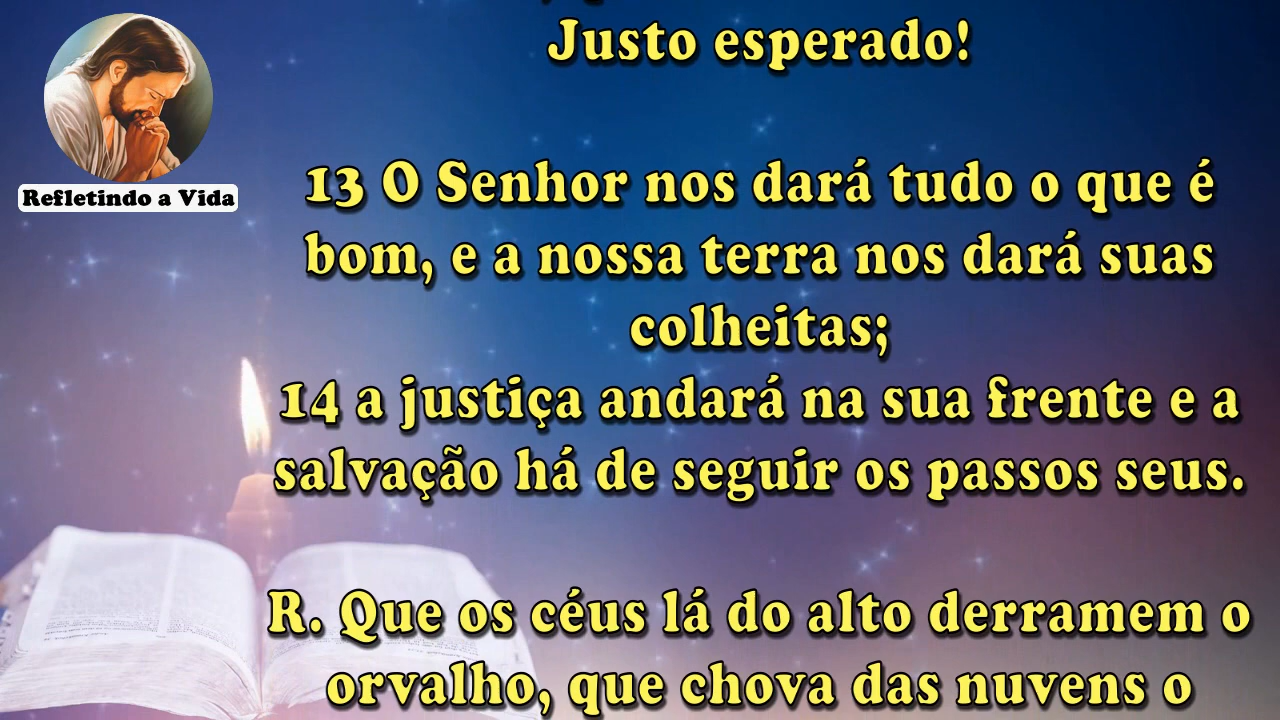 Refletindo a Vida
Justo esperado!
13 O Senhor nos dará tudo o que é
bom, e a nossa terra nos dará suas
colheitas;
14 a justiça andará na sua frente e a
salvação há de seguir os passos seus.
R. Que os céus lá do alto derramem o
orvalho, que chova das nuvens o